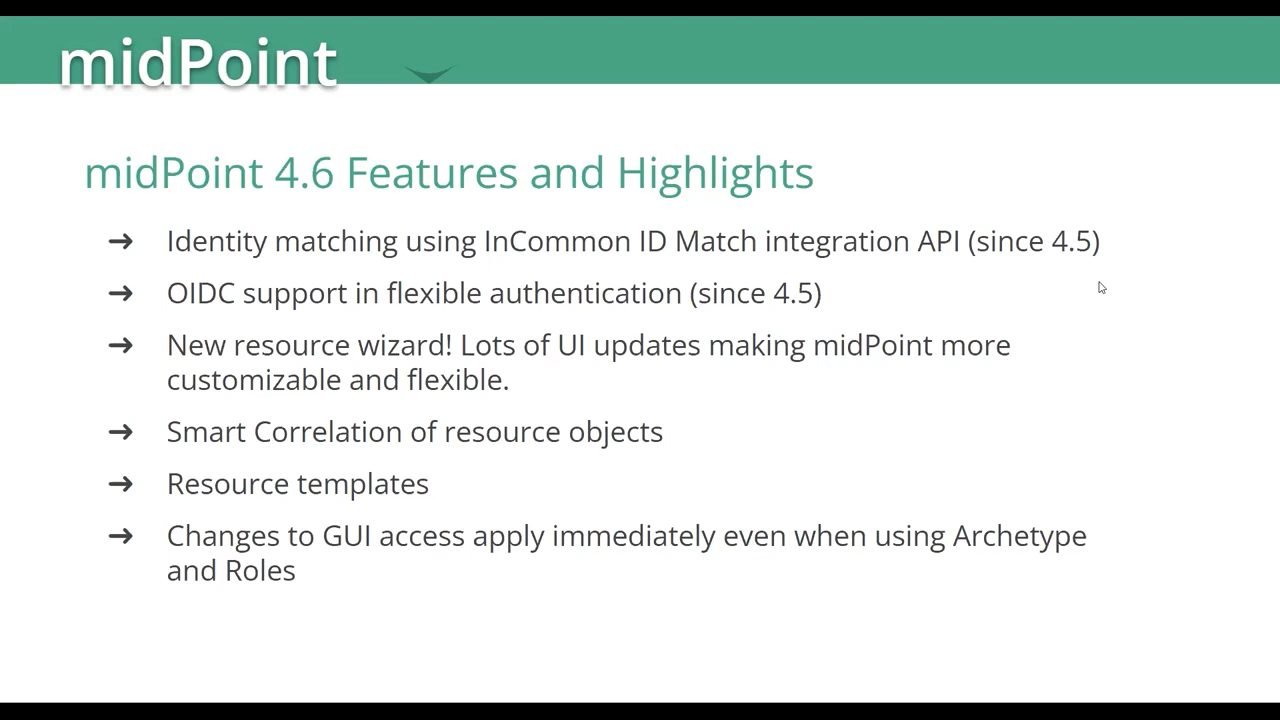 midPoint
midPoint 4.6 Features and Highlights
➔ Identity matching using InCommon ID Match integration API (since 4.5)
➔ OIDC support in flexible authentication (since 4.5)
➔ New resource wizard! Lots of UI updates making midPoint more
customizable and flexible.
➔ Smart Correlation of resource objects
➔ Resource templates
➔ Changes to GUI access apply immediately even when using Archetype
and Roles